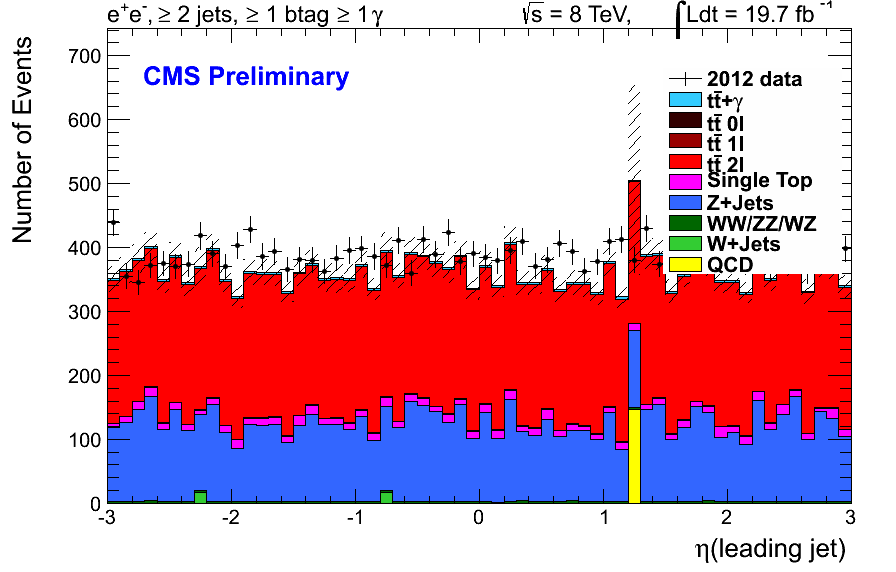 e⁺e⁻, ≥ 2 jets, ≥ 1 btag ≥ 1 γ
√s = 8 TeV, ∫Ldt = 19.7 fb⁻¹
Number of Events
700
600
500
400
300
200
100
0
CMS Preliminary
2012 data
tt̄+γ
tt̄ 0l
tt̄ 1l
tt̄ 2l
Single Top
Z+Jets
WW/ZZ/WZ
W+Jets
QCD
-3
-2
-1
0
1
2
3
η(leading jet)